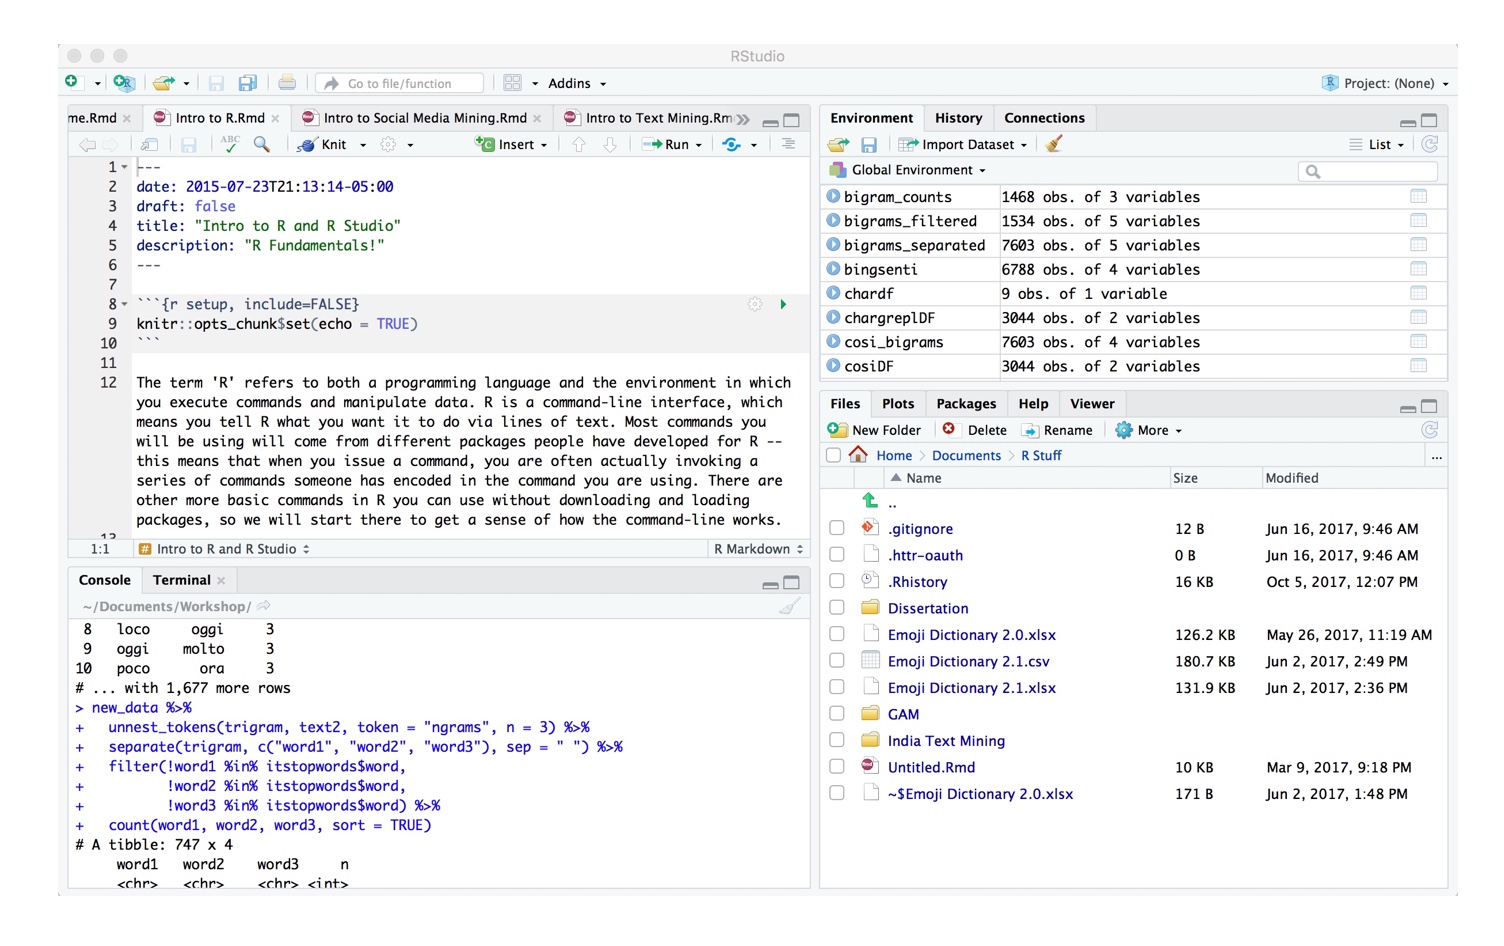 RStudio
Go to file/function
Addins
Project: (None)
me.Rmd
Intro to R.Rmd
Intro to Social Media Mining.Rmd
Intro to Text Mining.Rm
ABC
Knit
Insert
Run
1 ---
2 date: 2015-07-23T21:13:14-05:00
3 draft: false
4 title: "Intro to R and R Studio"
5 description: "R Fundamentals!"
6 ---
7
8 ```{r setup, include=FALSE}
9 knitr::opts_chunk$set(echo = TRUE)
10 ```
11
12 The term 'R' refers to both a programming language and the environment in which
you execute commands and manipulate data. R is a command-line interface, which
means you tell R what you want it to do via lines of text. Most commands you
will be using will come from different packages people have developed for R --
this means that when you issue a command, you are often actually invoking a
series of commands someone has encoded in the command you are using. There are
other more basic commands in R you can use without downloading and loading
packages, so we will start there to get a sense of how the command-line works.
13
1:1 # Intro to R and R Studio R Markdown
Console Terminal
~/Documents/Workshop/
8 loco oggi 3
9 oggi molto 3
10 poco ora 3
# ... with 1,677 more rows
> new_data %>%
+ unnest_tokens(trigram, text2, token = "ngrams", n = 3) %>%
+ separate(trigram, c("word1", "word2", "word3"), sep = " ") %>%
+ filter(!word1 %in% itstopwords$word,
+ !word2 %in% itstopwords$word,
+ !word3 %in% itstopwords$word) %>%
+ count(word1, word2, word3, sort = TRUE)
# A tibble: 747 x 4
word1 word2 word3 n
<chr> <chr> <chr> <int>
Environment History Connections
Import Dataset List
Global Environment
bigram_counts 1468 obs. of 3 variables
bigrams_filtered 1534 obs. of 5 variables
bigrams_separated 7603 obs. of 5 variables
bingsenti 6788 obs. of 4 variables
chardf 9 obs. of 1 variable
chargreplDF 3044 obs. of 2 variables
cosi_bigrams 7603 obs. of 4 variables
cosiDF 3044 obs. of 2 variables
Files Plots Packages Help Viewer
New Folder Delete Rename More
Home > Documents > R Stuff ...
Name Size Modified
..
.gitignore 12 B Jun 16, 2017, 9:46 AM
.httr-oauth 0 B Jun 16, 2017, 9:46 AM
.Rhistory 16 KB Oct 5, 2017, 12:07 PM
Dissertation
Emoji Dictionary 2.0.xlsx 126.2 KB May 26, 2017, 11:19 AM
Emoji Dictionary 2.1.csv 180.7 KB Jun 2, 2017, 2:49 PM
Emoji Dictionary 2.1.xlsx 131.9 KB Jun 2, 2017, 2:36 PM
GAM
India Text Mining
Untitled.Rmd 10 KB Mar 9, 2017, 9:18 PM
~$Emoji Dictionary 2.0.xlsx 171 B Jun 2, 2017, 1:48 PM